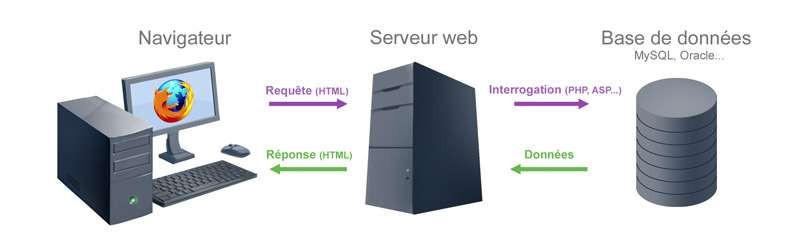 Navigateur
Serveur web
Base de données
MySQL, Oracle...
Requête (HTML)
Interrogation (PHP, ASP...)
Réponse (HTML)
Données